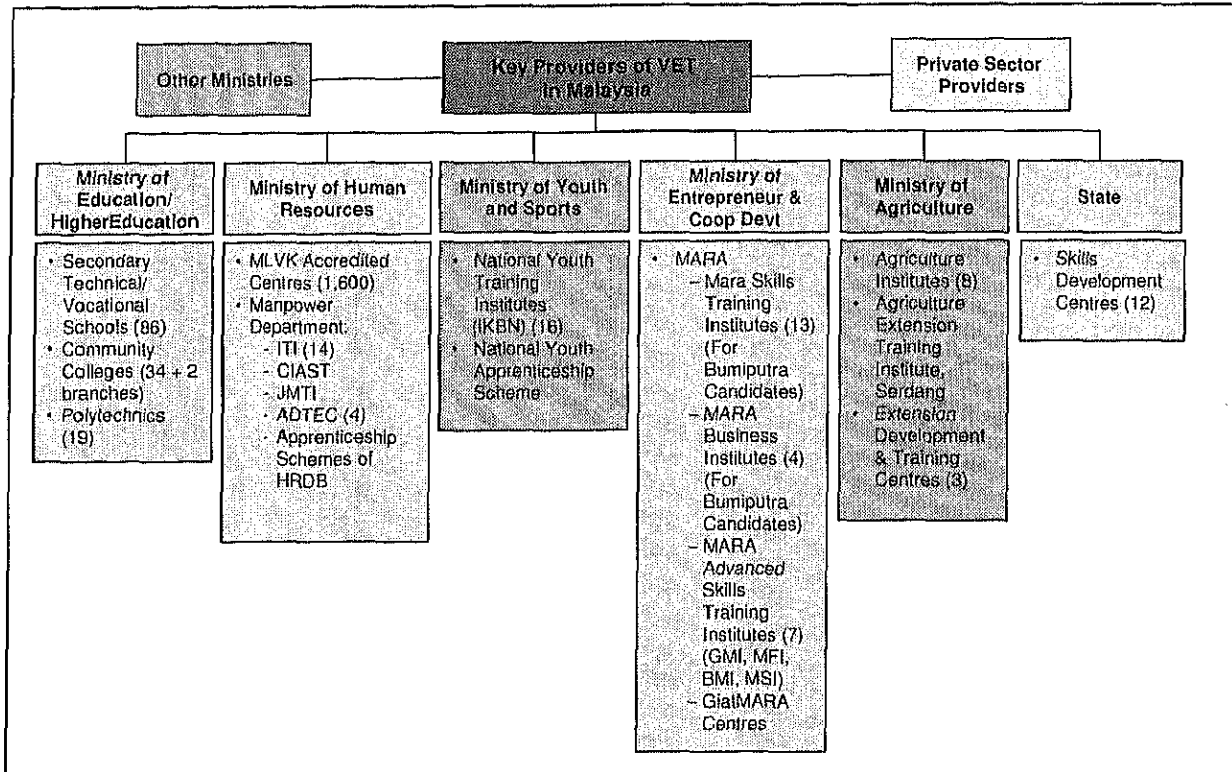 Other Ministries
Key Providers of VET
in Malaysia
Private Sector
Providers
Ministry of
Education/
HigherEducation
• Secondary
Technical/
Vocational
Schools (86)
• Community
Colleges (34 + 2
branches)
• Polytechnics
(19)
Ministry of Human
Resources
• MLVK Accredited
Centres (1,600)
• Manpower
Department:
- ITI (14)
- CIAST
- JMTI
- ADTEC (4)
- Apprenticeship
Schemes of
HRDB
Ministry of Youth
and Sports
• National Youth
Training
Institutes
(IKBN) (16)
• National Youth
Apprenticeship
Scheme
Ministry of
Entrepreneur &
Coop Devt
• MARA
– Mara Skills
Training
Institutes (13)
(For
Bumiputra
Candidates)
– MARA
Business
Institutes (4)
(For
Bumiputra
Candidates)
– MARA
Advanced
Skills
Training
Institutes (7)
(GMI, MFI,
BMI, MSI)
– GiatMARA
Centres
Ministry of
Agriculture
• Agriculture
Institutes (8)
• Agriculture
Extension
Training
Institute,
Serdang
• Extension
Development
& Training
Centres (3)
State
• Skills
Development
Centres (12)